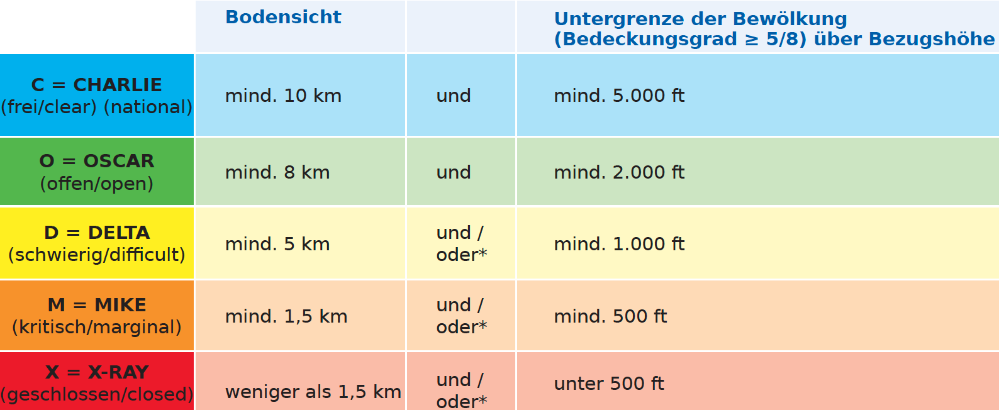 Bodensicht
Untergrenze der Bewölkung
(Bedeckungsgrad ≥ 5/8) über Bezugshöhe
C = CHARLIE
(frei/clear) (national)
mind. 10 km
und
mind. 5.000 ft
O = OSCAR
(offen/open)
mind. 8 km
und
mind. 2.000 ft
D = DELTA
(schwierig/difficult)
mind. 5 km
und /
oder*
mind. 1.000 ft
M = MIKE
(kritisch/marginal)
mind. 1,5 km
und /
oder*
mind. 500 ft
X = X-RAY
(geschlossen/closed)
weniger als 1,5 km
und /
oder*
unter 500 ft